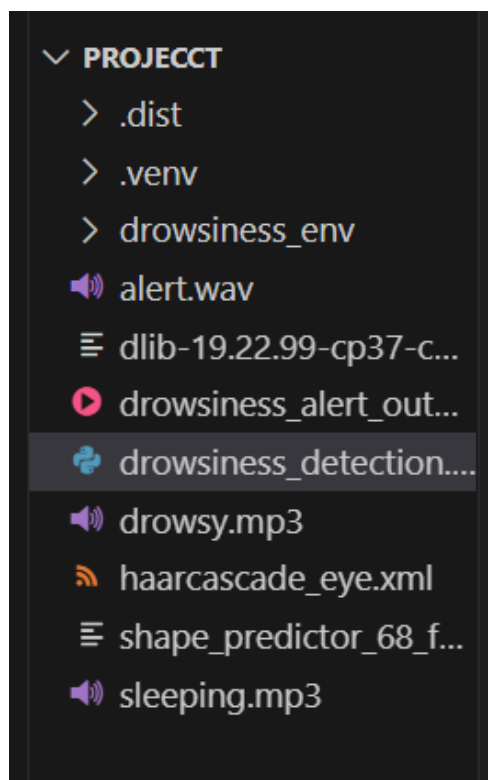 PROJECCT
.dist
.venv
drowsiness_env
alert.wav
dlib-19.22.99-cp37-c...
drowsiness_alert_out...
drowsiness_detection....
drowsy.mp3
haarcascade_eye.xml
shape_predictor_68_f...
sleeping.mp3